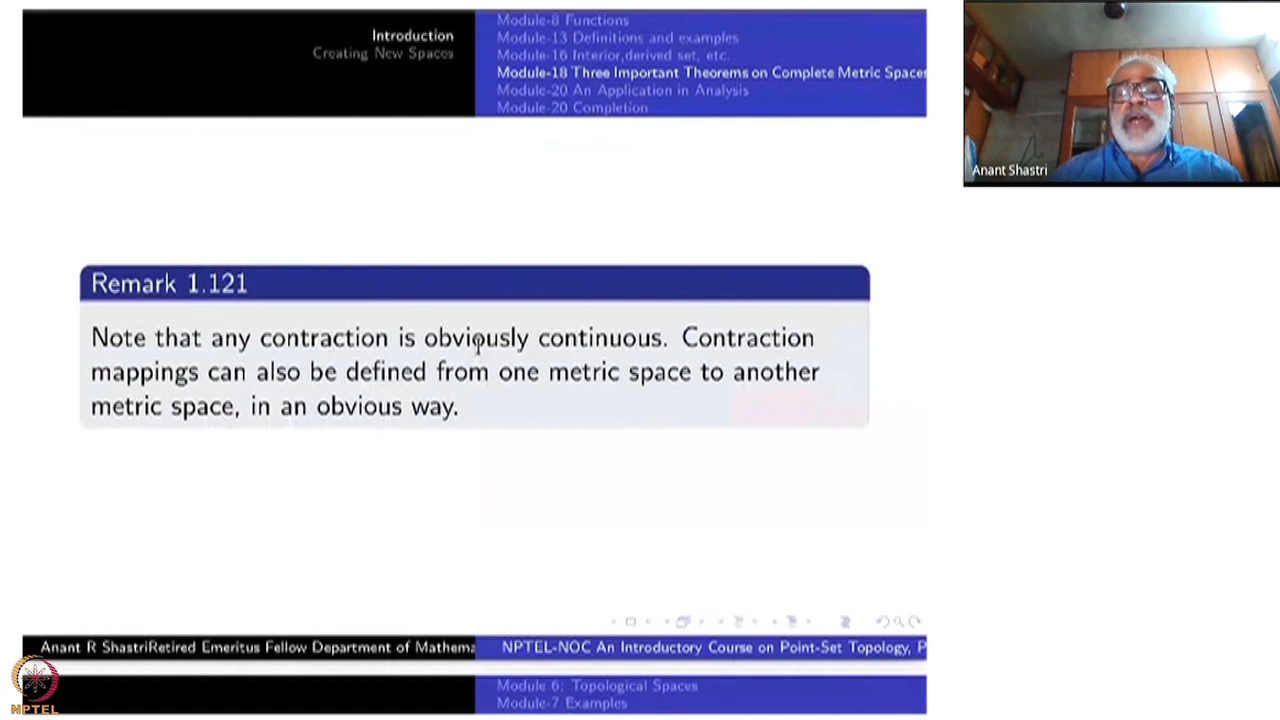 Introduction
Creating New Spaces
Module-8 Functions
Module-13 Definitions and examples
Module-16 Interior,derived set, etc.
Module-18 Three Important Theorems on Complete Metric Spaces
Module-20 An Application in Analysis
Module-20 Completion
Anant Shastri
Remark 1.121
Note that any contraction is obviously continuous. Contraction
mappings can also be defined from one metric space to another
metric space, in an obvious way.
Anant R ShastriRetired Emeritus Fellow Department of Mathema
NPTEL-NOC An Introductory Course on Point-Set Topology, P
Module 6: Topological Spaces
Module-7 Examples
NPTEL